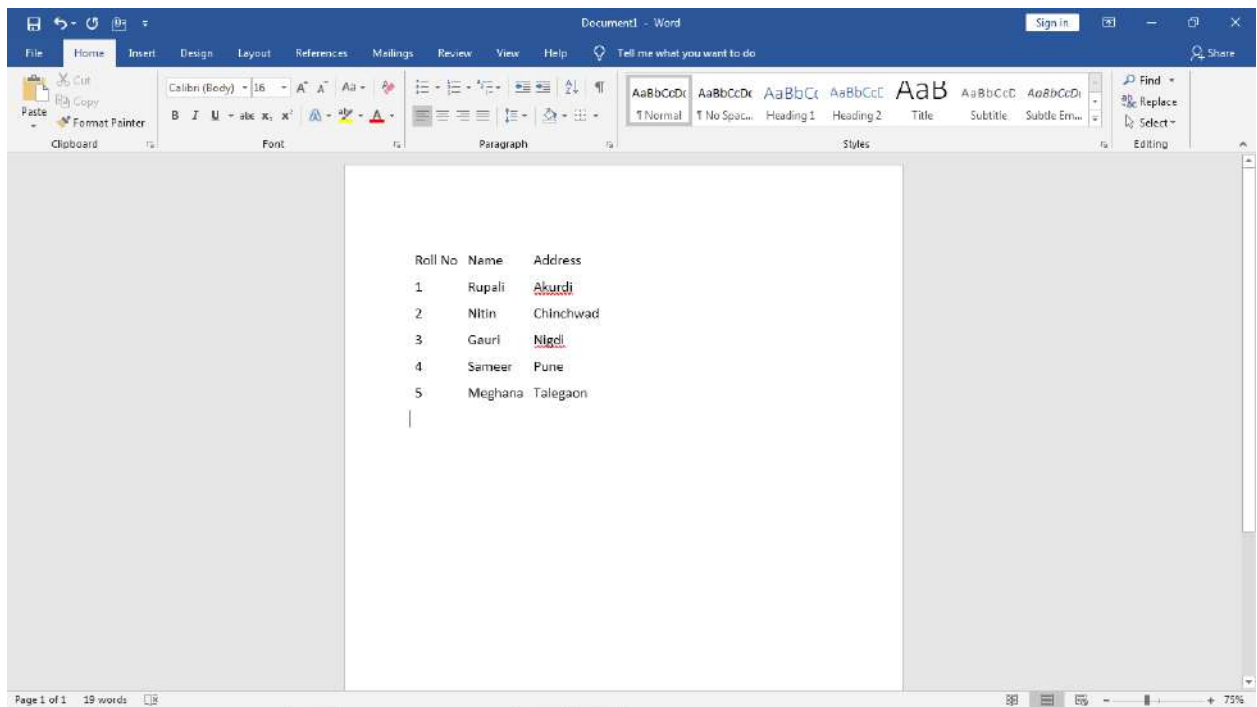 Document1 - Word
Sign in
File Home Insert Design Layout References Mailings Review View Help Tell me what you want to do Share
Cut
Copy
Paste
Format Painter
Clipboard
Calibri (Body) 16 A A Aa
B I U abc x, x² A A
Font
Paragraph
AaBbCcDc AaBbCcDc AaBbCc AaBbCcC AaB AaBbCcD AaBbCcDc
¶ Normal ¶ No Spac... Heading 1 Heading 2 Title Subtitle Subtle Em...
Styles
Find
Replace
Select
Editing
Roll No Name Address
1 Rupali Akurdi
2 Nitin Chinchwad
3 Gauri Nigdi
4 Sameer Pune
5 Meghana Talegaon
Page 1 of 1 19 words 75%